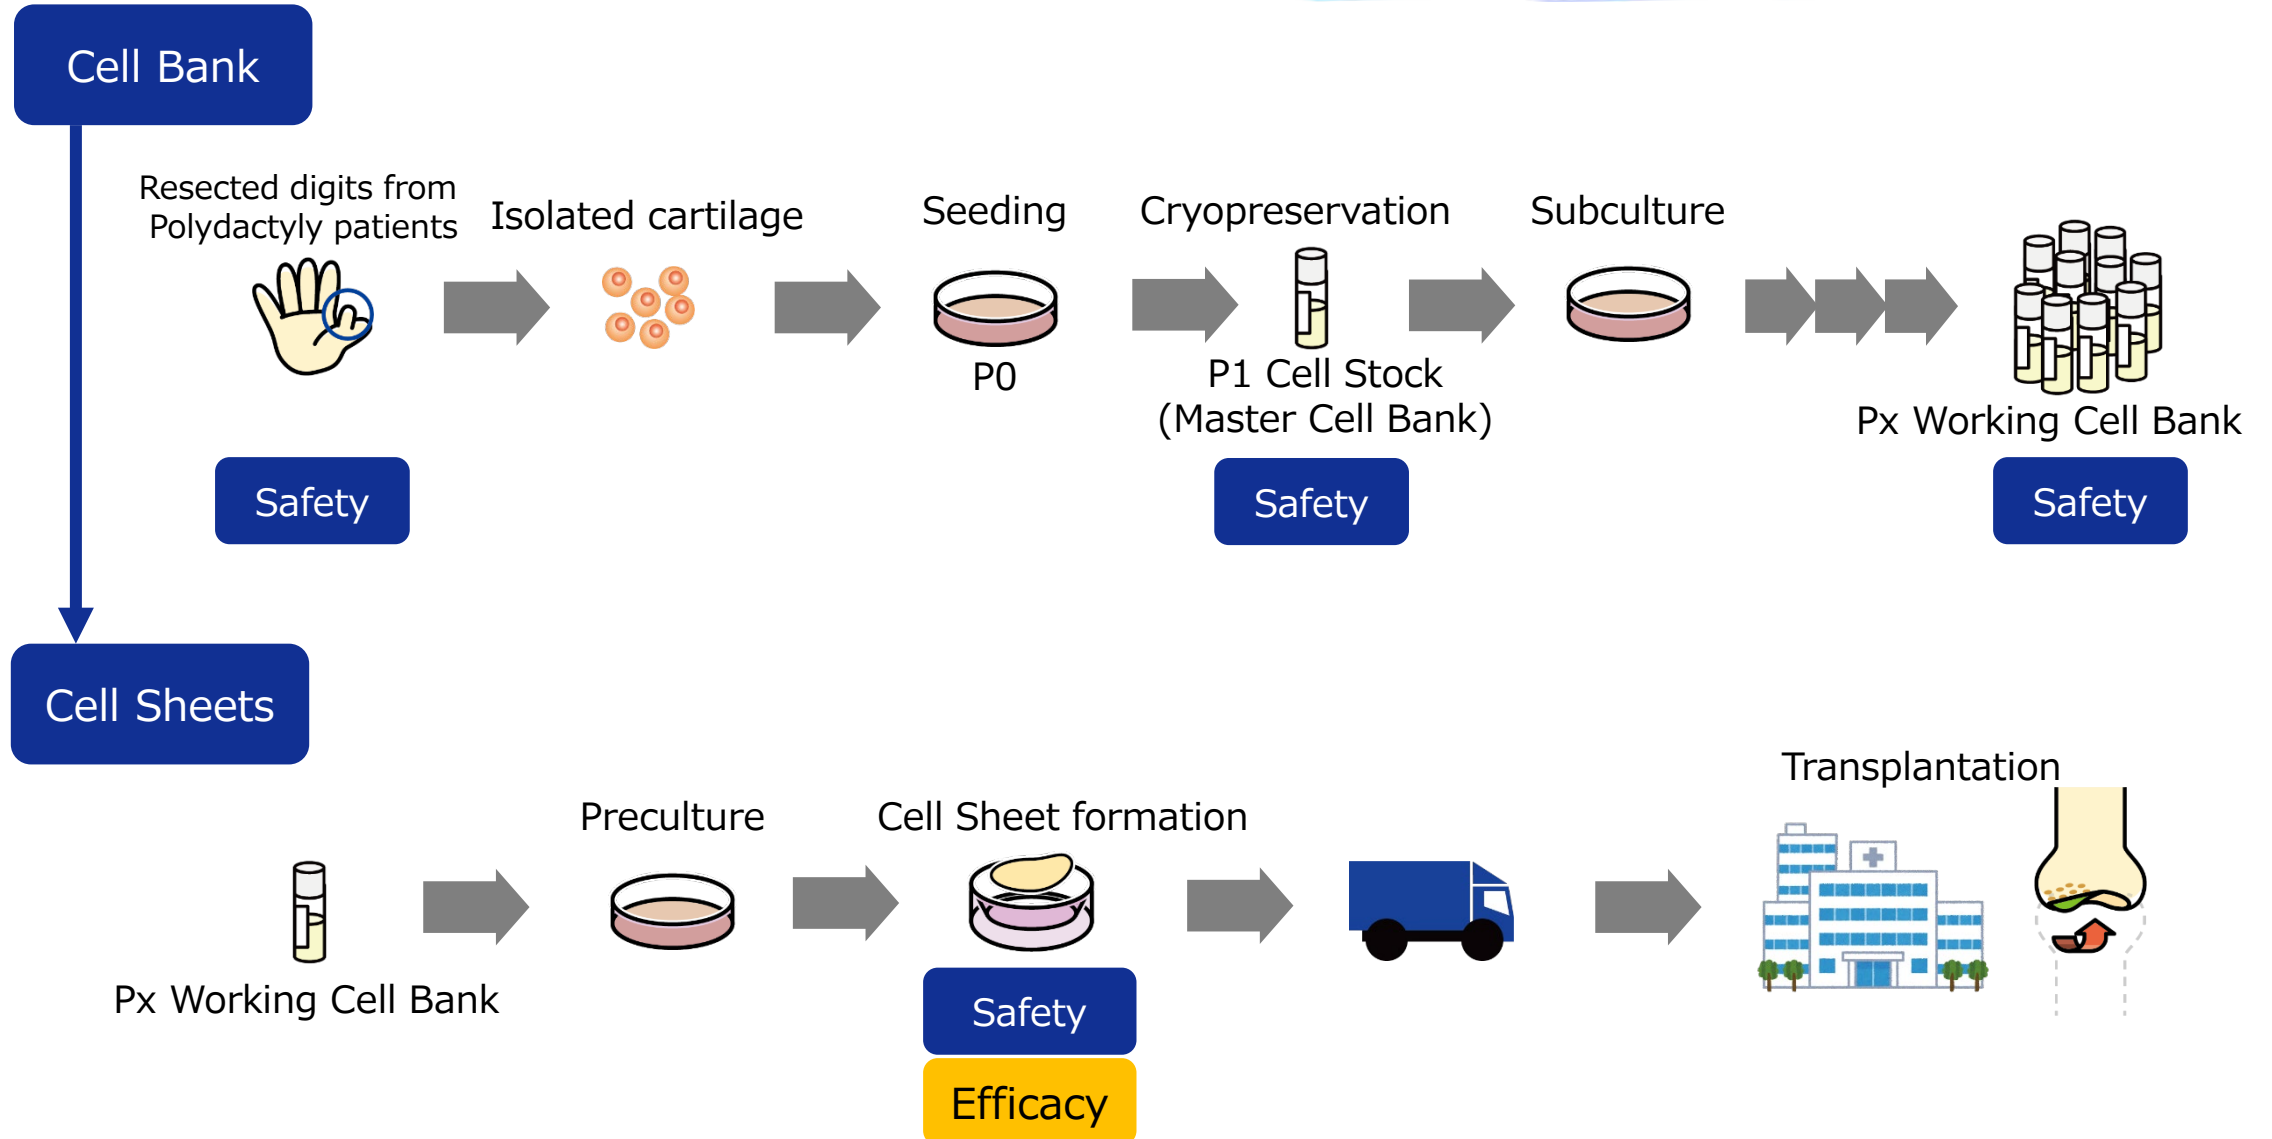 Cell Bank
Resected digits from
Polydactyly patients
Isolated cartilage
Seeding
P0
Cryopreservation
P1 Cell Stock
(Master Cell Bank)
Subculture
Px Working Cell Bank
Safety
Safety
Safety
Cell Sheets
Px Working Cell Bank
Preculture
Cell Sheet formation
Safety
Efficacy
Transplantation